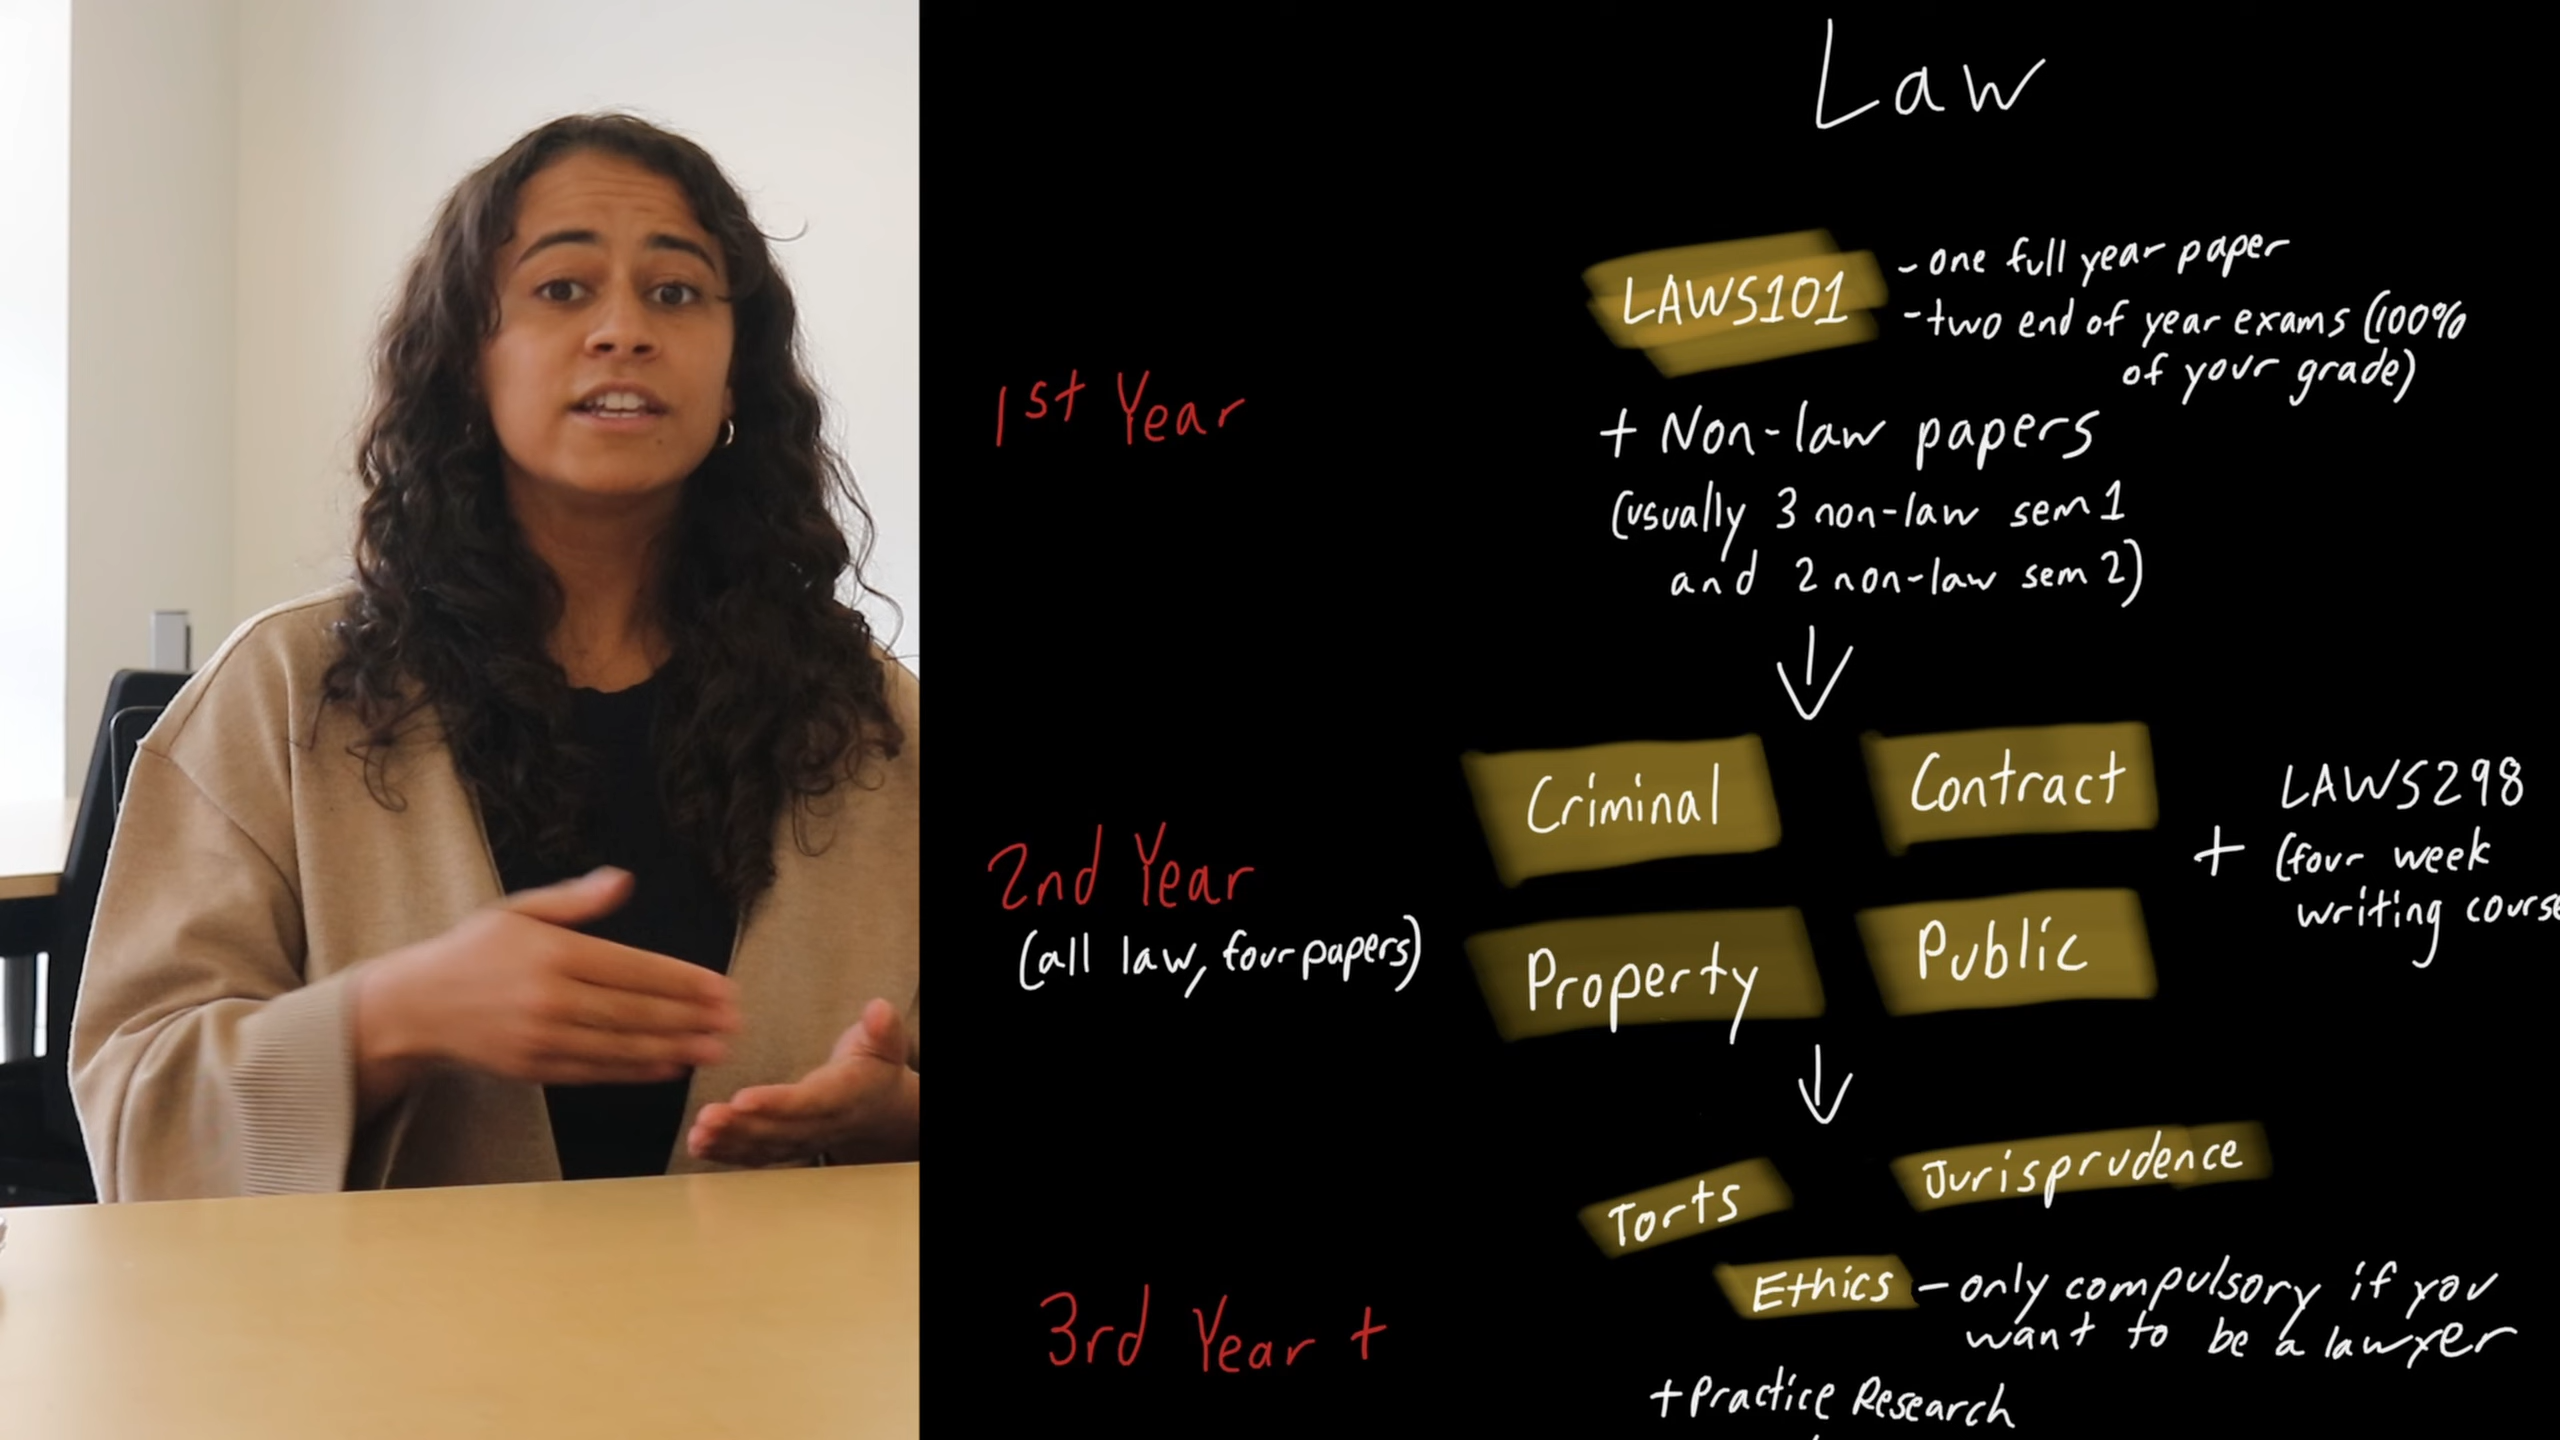 Law
LAWS101
- one full year paper
- two end of year exams (100%
of your grade)
1st Year
+ Non-law papers
(usually 3 non-law sem 1
and 2 non-law sem 2)
Criminal
Contract
LAWS298
+ (four week
writing course
2nd Year
(all law, four papers)
Property
Public
Torts
Jurisprudence
Ethics - only compulsory if you
want to be a lawyer
3rd Year +
+ Practice Research